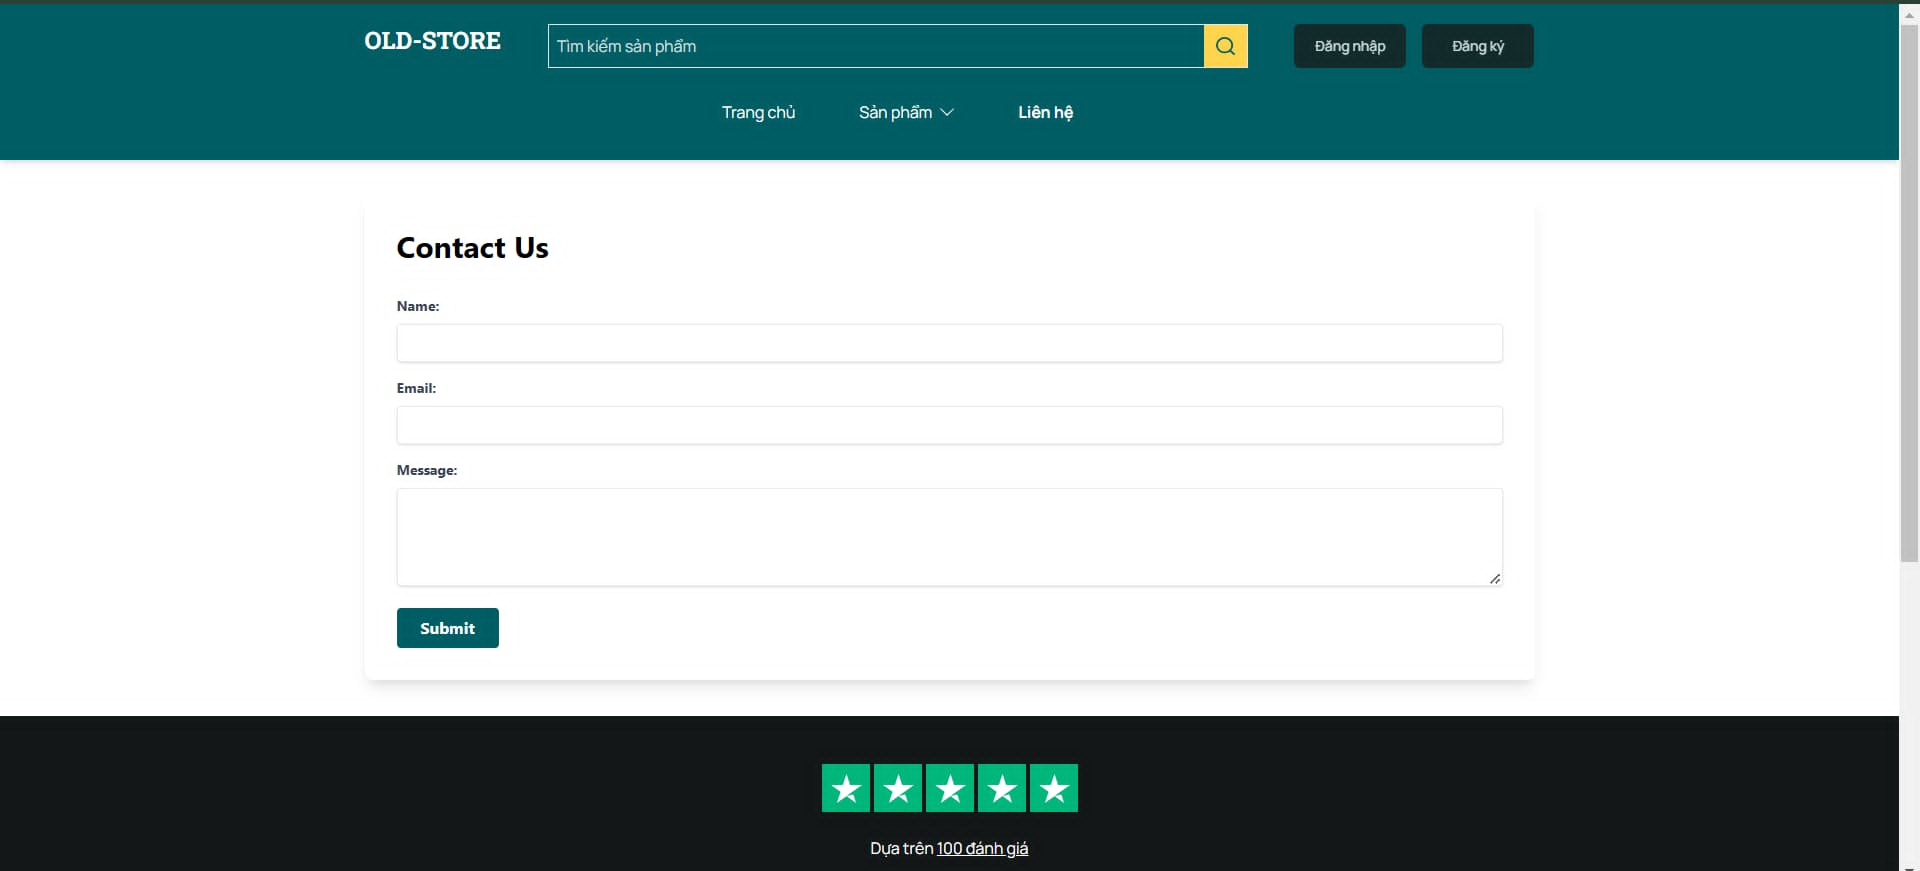 OLD-STORE
Tìm kiếm sản phẩm
Đăng nhập
Đăng ký
Trang chủ
Sản phẩm
Liên hệ
Contact Us
Name:
Email:
Message:
Submit
Dựa trên 100 đánh giá